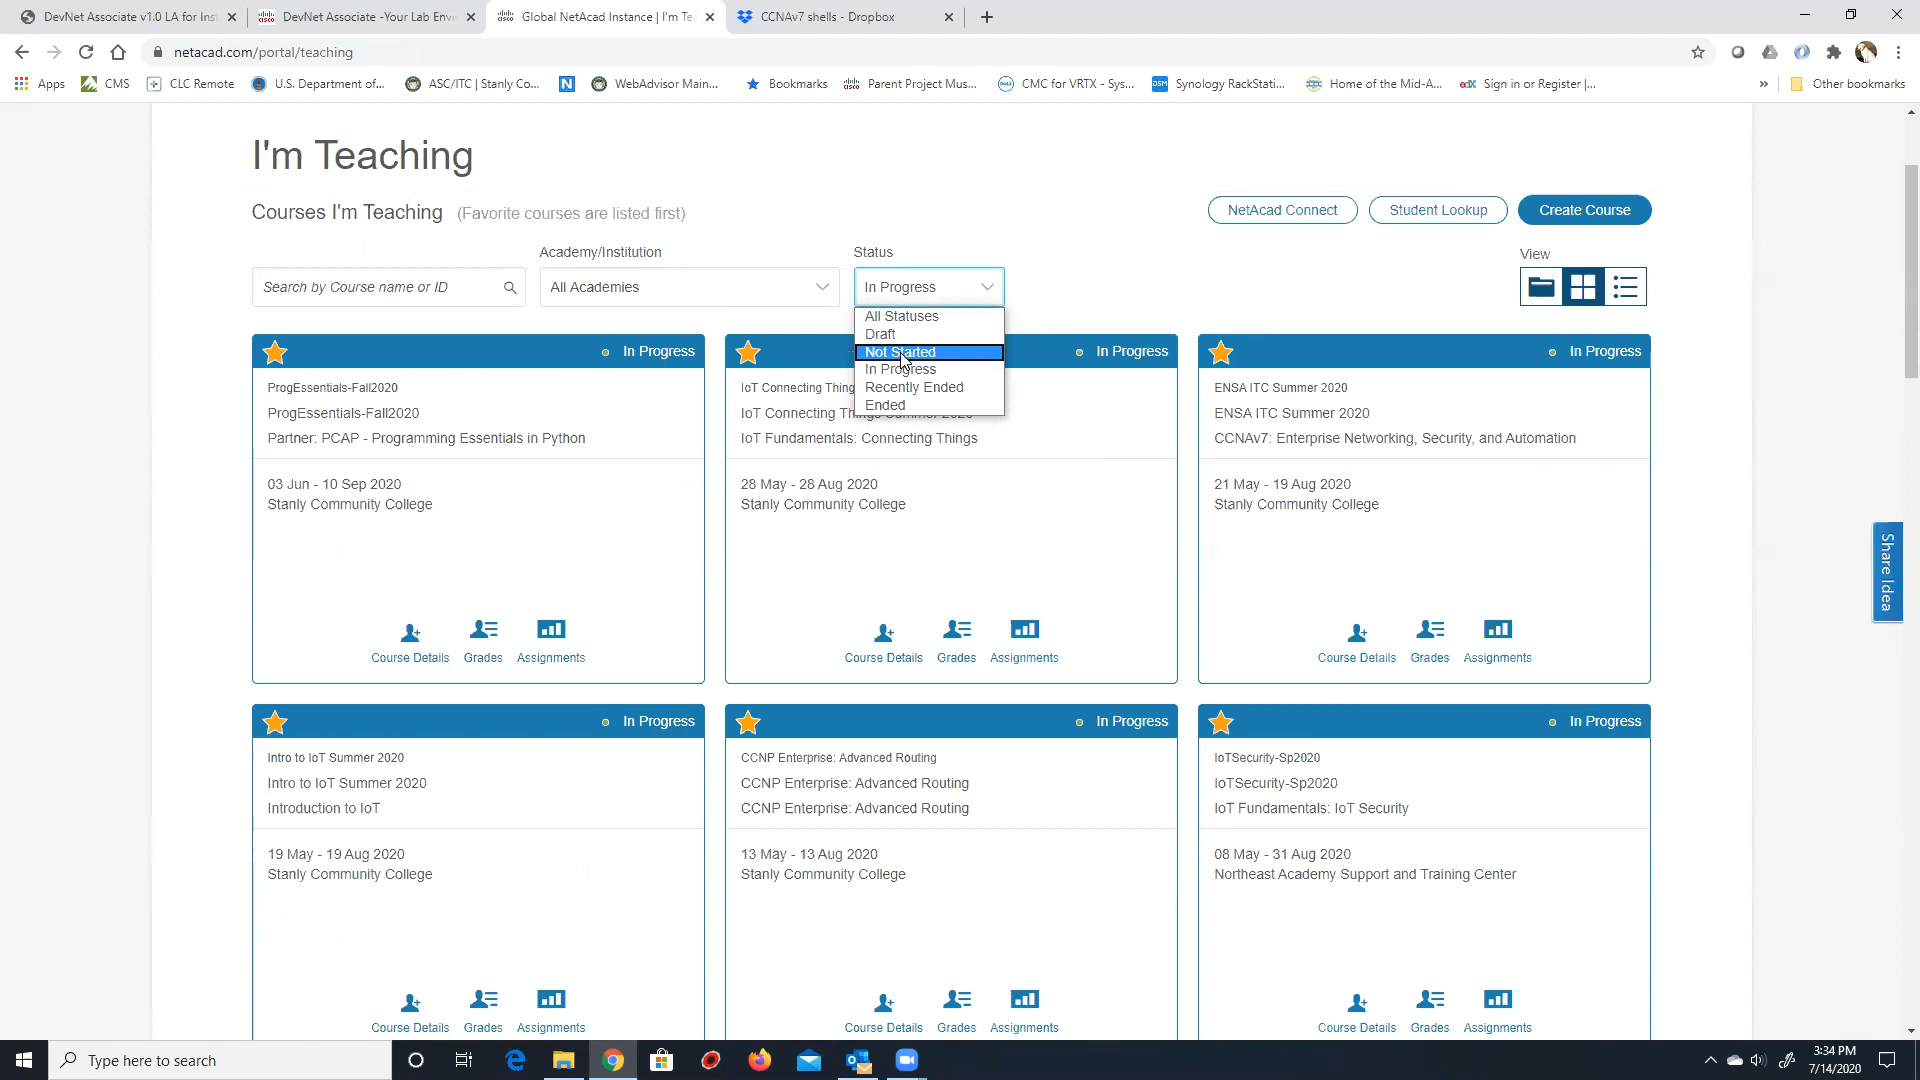 DevNet Associate v1.0 LA for Inst
DevNet Associate -Your Lab Envi
Global NetAcad Instance | I'm Tea
CCNAv7 shells - Dropbox
netacad.com/portal/teaching
Apps
CMS
CLC Remote
U.S. Department of...
ASC/ITC | Stanly Co...
WebAdvisor Main...
Bookmarks
Parent Project Mus...
CMC for VRTX - Sys...
Synology RackStati...
Home of the Mid-A...
Sign in or Register |...
»
Other bookmarks
I'm Teaching
Courses I'm Teaching (Favorite courses are listed first)
NetAcad Connect
Student Lookup
Create Course
Academy/Institution
Status
View
Search by Course name or ID
All Academies
In Progress
All Statuses
Draft
Not Started
In Progress
Recently Ended
Ended
In Progress
ProgEssentials-Fall2020
ProgEssentials-Fall2020
Partner: PCAP - Programming Essentials in Python
03 Jun - 10 Sep 2020
Stanly Community College
Course Details
Grades
Assignments
In Progress
IoT Connecting Thing
IoT Connecting Things Summer 2020
IoT Fundamentals: Connecting Things
28 May - 28 Aug 2020
Stanly Community College
Course Details
Grades
Assignments
In Progress
ENSA ITC Summer 2020
ENSA ITC Summer 2020
CCNAv7: Enterprise Networking, Security, and Automation
21 May - 19 Aug 2020
Stanly Community College
Course Details
Grades
Assignments
Share Idea
In Progress
Intro to IoT Summer 2020
Intro to IoT Summer 2020
Introduction to IoT
19 May - 19 Aug 2020
Stanly Community College
Course Details
Grades
Assignments
In Progress
CCNP Enterprise: Advanced Routing
CCNP Enterprise: Advanced Routing
CCNP Enterprise: Advanced Routing
13 May - 13 Aug 2020
Stanly Community College
Course Details
Grades
Assignments
In Progress
IoTSecurity-Sp2020
IoTSecurity-Sp2020
IoT Fundamentals: IoT Security
08 May - 31 Aug 2020
Northeast Academy Support and Training Center
Course Details
Grades
Assignments
Type here to search
3:34 PM
7/14/2020